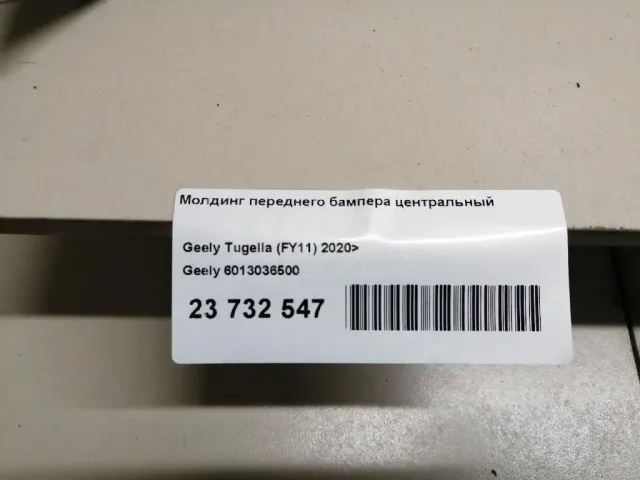 Молдинг переднего бампера центральный
Geely Tugella (FY11) 2020>
Geely 6013036500
23 732 547